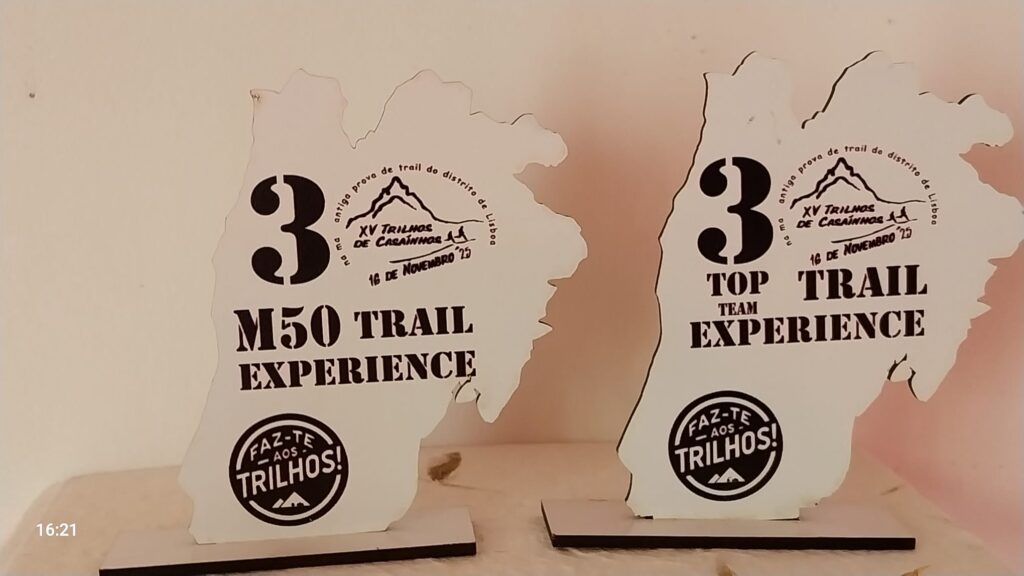 3
na ma antiga prova de trail do distrito de Lisboa
XV TRILHOS
DE CASAÍNHOS
16 DE NOVEMBRO '25
M50 TRAIL
EXPERIENCE
FAZ-TE
AOS
TRILHOS!
3
na ma antiga prova de trail do distrito de Lisboa
XV TRILHOS
DE CASAÍNHOS
16 DE NOVEMBRO '25
TOP TRAIL
TEAM
EXPERIENCE
FAZ-TE
AOS
TRILHOS!
16:21